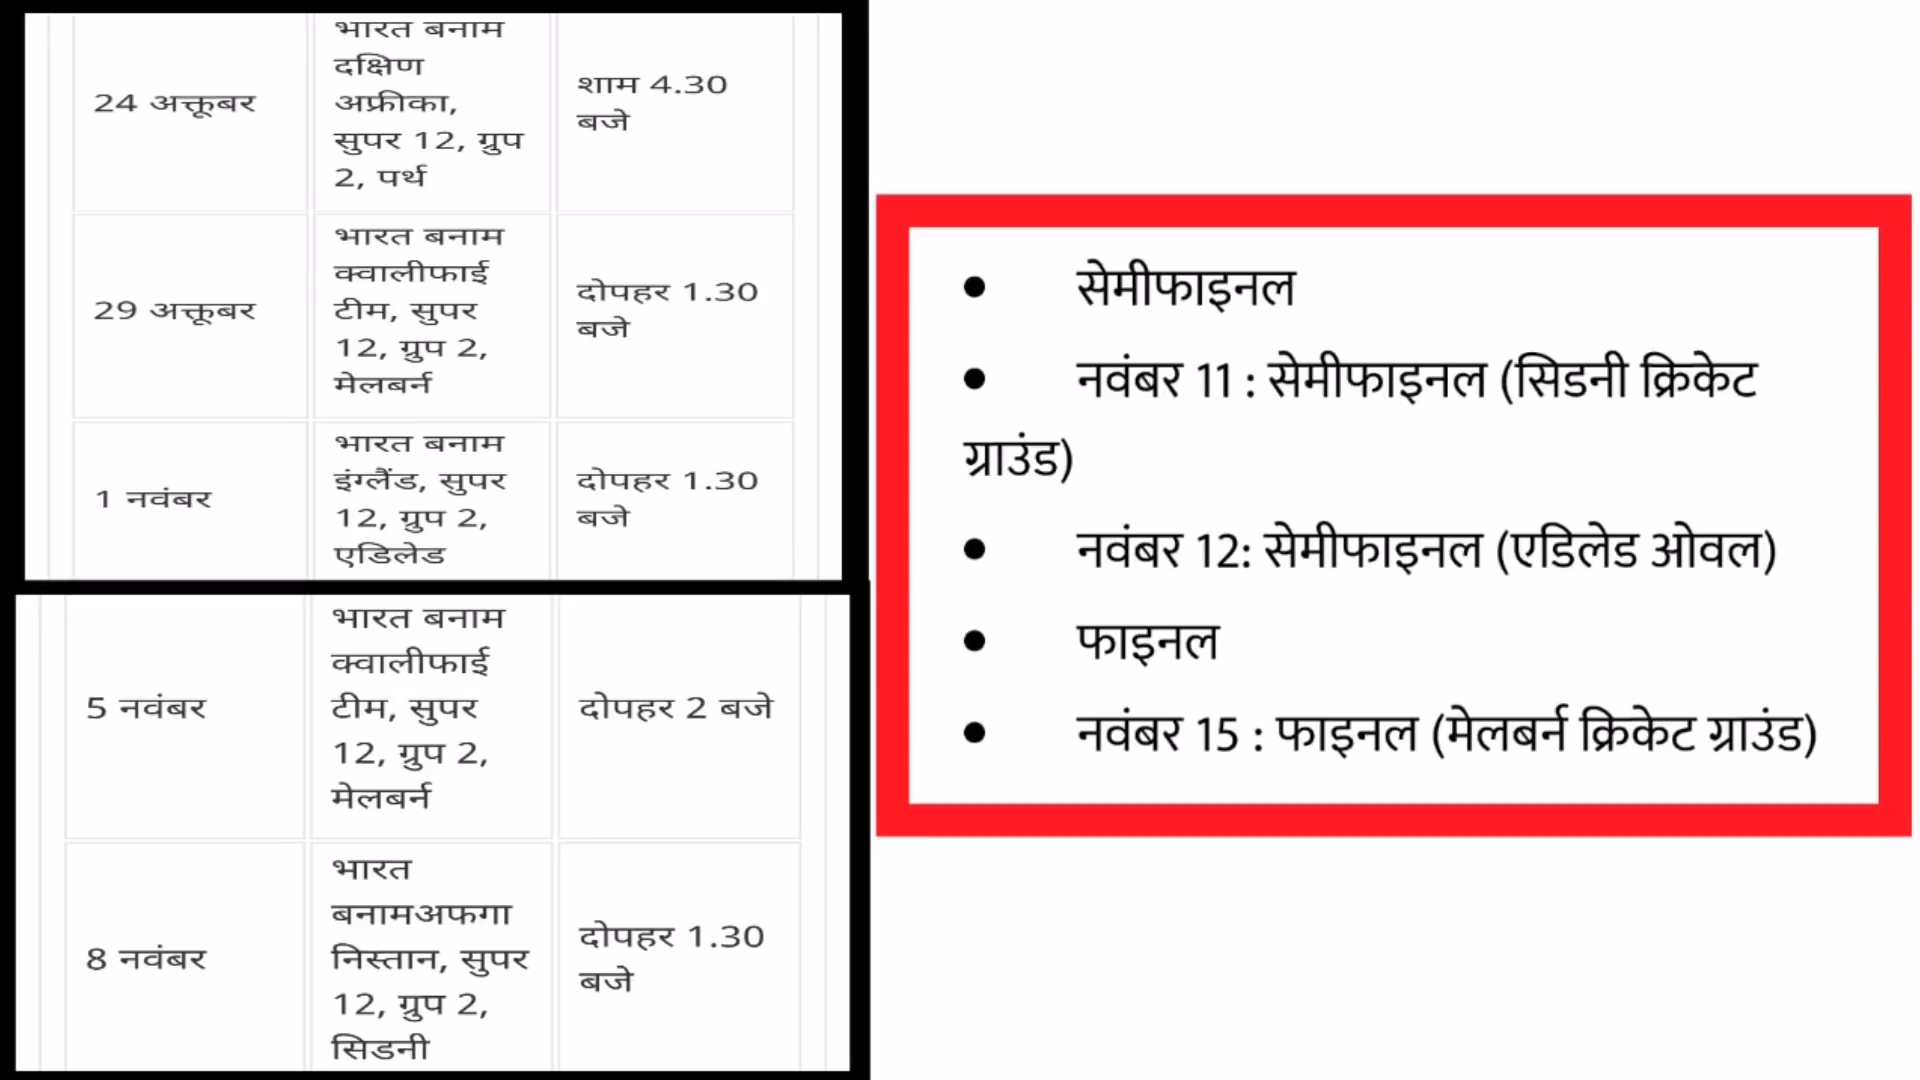 24 अक्तूबर
भारत बनाम
दक्षिण
अफ्रीका,
सुपर 12, ग्रुप
2, पर्थ
शाम 4.30
बजे
29 अक्तूबर
भारत बनाम
क्वालीफाई
टीम, सुपर
12, ग्रुप 2,
मेलबर्न
दोपहर 1.30
बजे
1 नवंबर
भारत बनाम
इंग्लैंड, सुपर
12, ग्रुप 2,
एडिलेड
दोपहर 1.30
बजे
5 नवंबर
भारत बनाम
क्वालीफाई
टीम, सुपर
12, ग्रुप 2,
मेलबर्न
दोपहर 2 बजे
8 नवंबर
भारत
बनामअफगा
निस्तान, सुपर
12, ग्रुप 2,
सिडनी
दोपहर 1.30
बजे
• सेमीफाइनल
• नवंबर 11 : सेमीफाइनल (सिडनी क्रिकेट
ग्राउंड)
• नवंबर 12: सेमीफाइनल (एडिलेड ओवल)
• फाइनल
• नवंबर 15 : फाइनल (मेलबर्न क्रिकेट ग्राउंड)